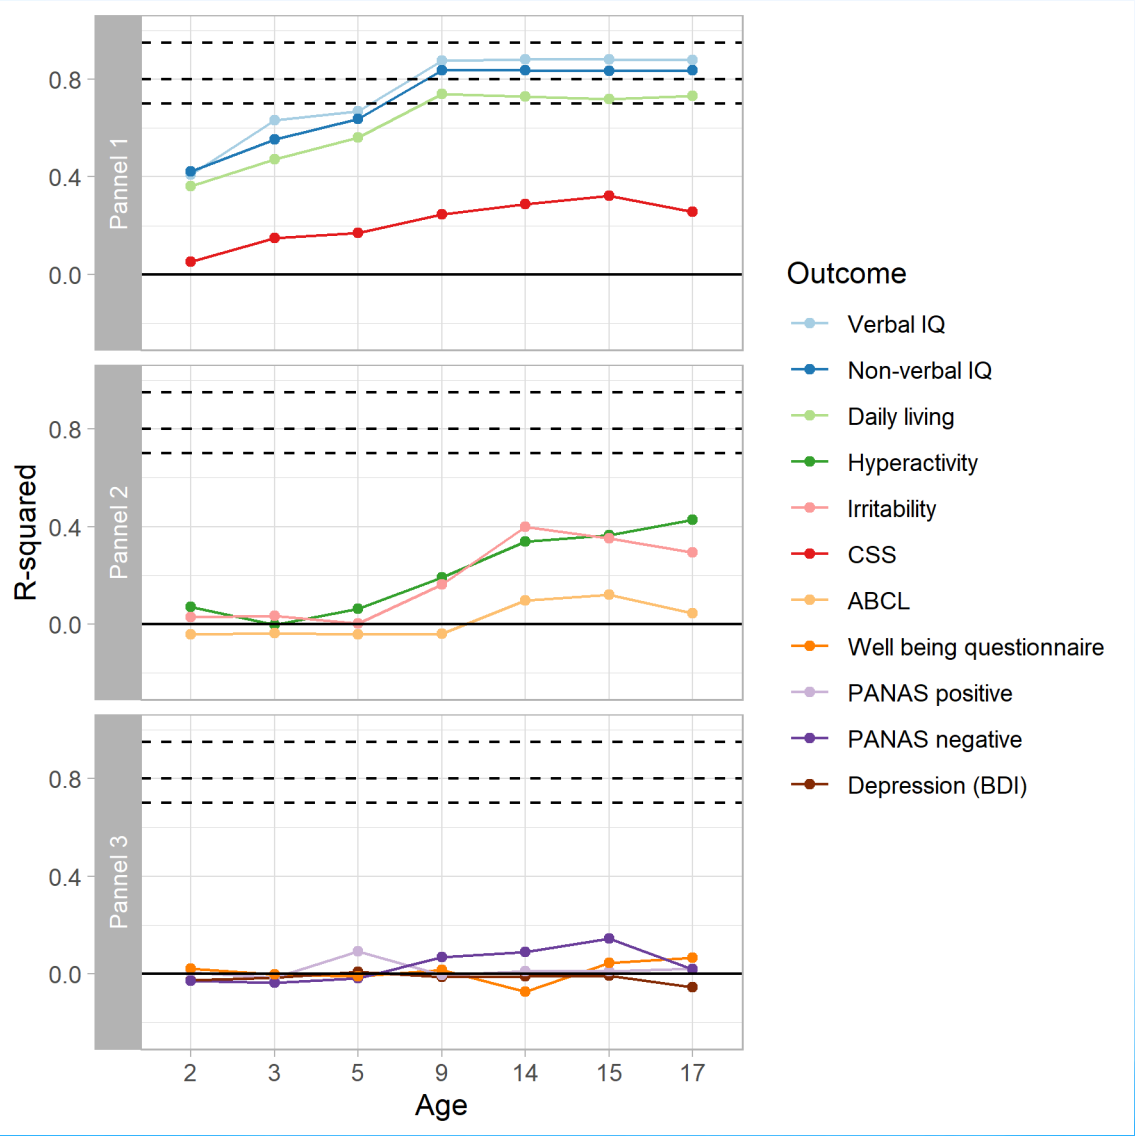 R-squared
Pannel 1
0.8
0.4
0.0
Pannel 2
0.8
0.4
0.0
Pannel 3
0.8
0.4
0.0
2 3 5 9 14 15 17
Age
Outcome
Verbal IQ
Non-verbal IQ
Daily living
Hyperactivity
Irritability
CSS
ABCL
Well being questionnaire
PANAS positive
PANAS negative
Depression (BDI)